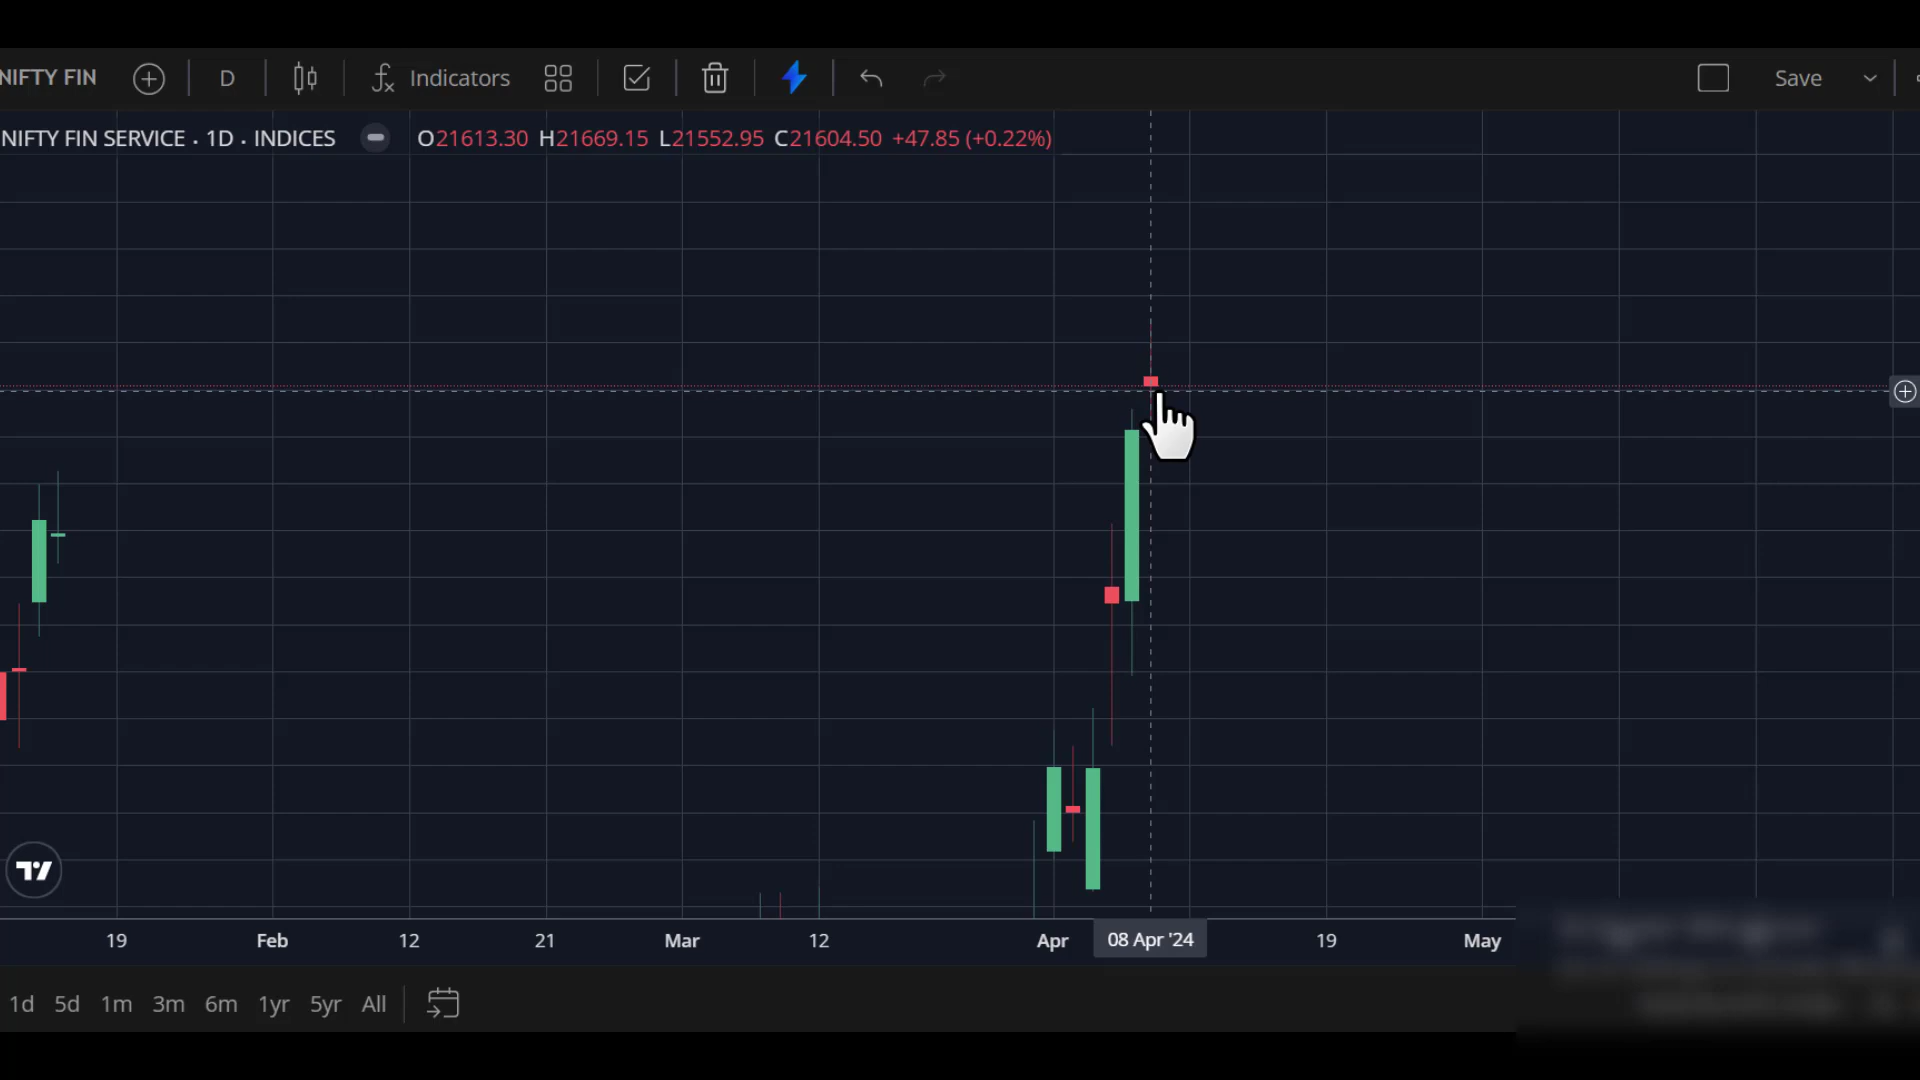 NIFTY FIN D Indicators Save
NIFTY FIN SERVICE · 1D · INDICES O21613.30 H21669.15 L21552.95 C21604.50 +47.85 (+0.22%)
19 Feb 12 21 Mar 12 Apr 08 Apr '24 19 May
1d 5d 1m 3m 6m 1yr 5yr All